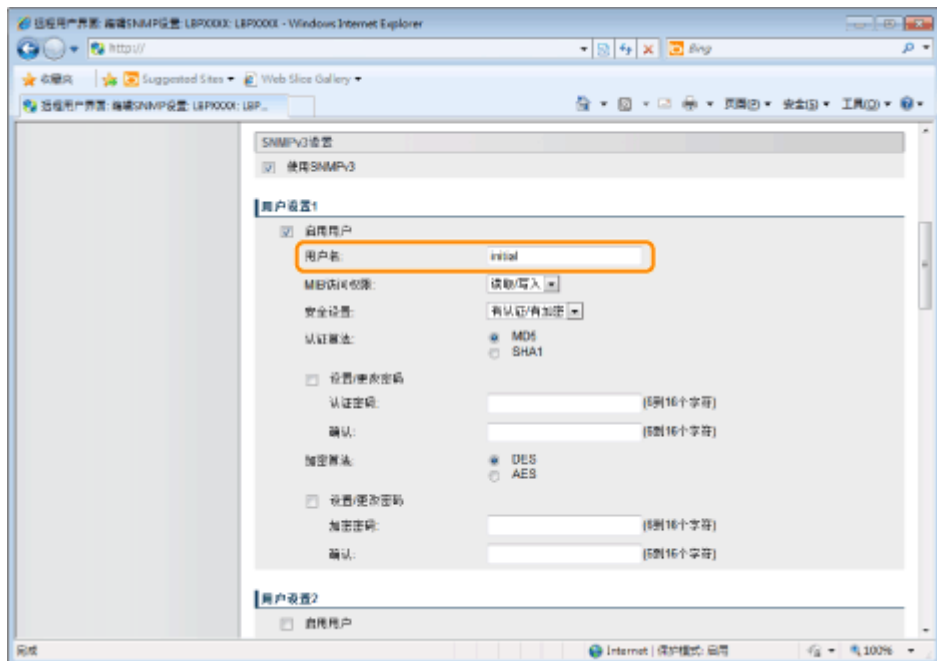 远程用户界面: 编辑SNMP设置: LBPXXXX: LBPXXXX - Windows Internet Explorer
http://
Bing
收藏夹 Suggested Sites Web Slice Gallery
远程用户界面: 编辑SNMP设置: LBPXXXX: LBP...
页面(P) 安全(S) 工具(O)
SNMPv3设置
使用SNMPv3
用户设置1
启用用户
用户名: initial
MIB访问权限: 读取/写入
安全设置: 有认证/有加密
认证算法: MD5
SHA1
设置/更改密码
认证密码: (6到16个字符)
确认: (6到16个字符)
加密算法: DES
AES
设置/更改密码
加密密码: (6到16个字符)
确认: (6到16个字符)
用户设置2
启用用户
完成 Internet | 保护模式: 启用 100%